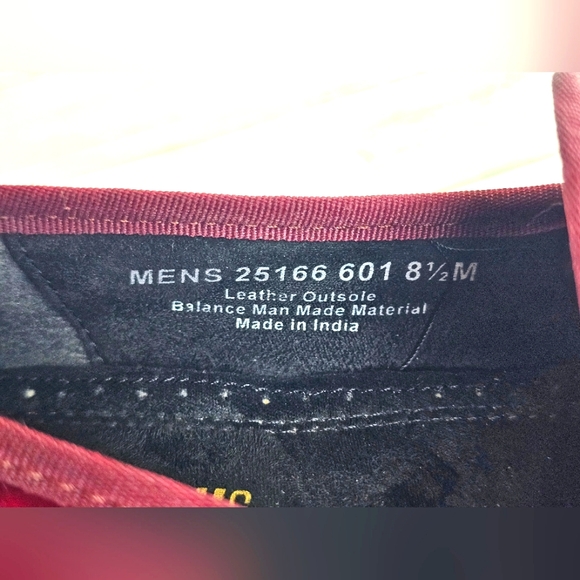 MENS 25166 601 8½M
Leather Outsole
Balance Man Made Material
Made in India